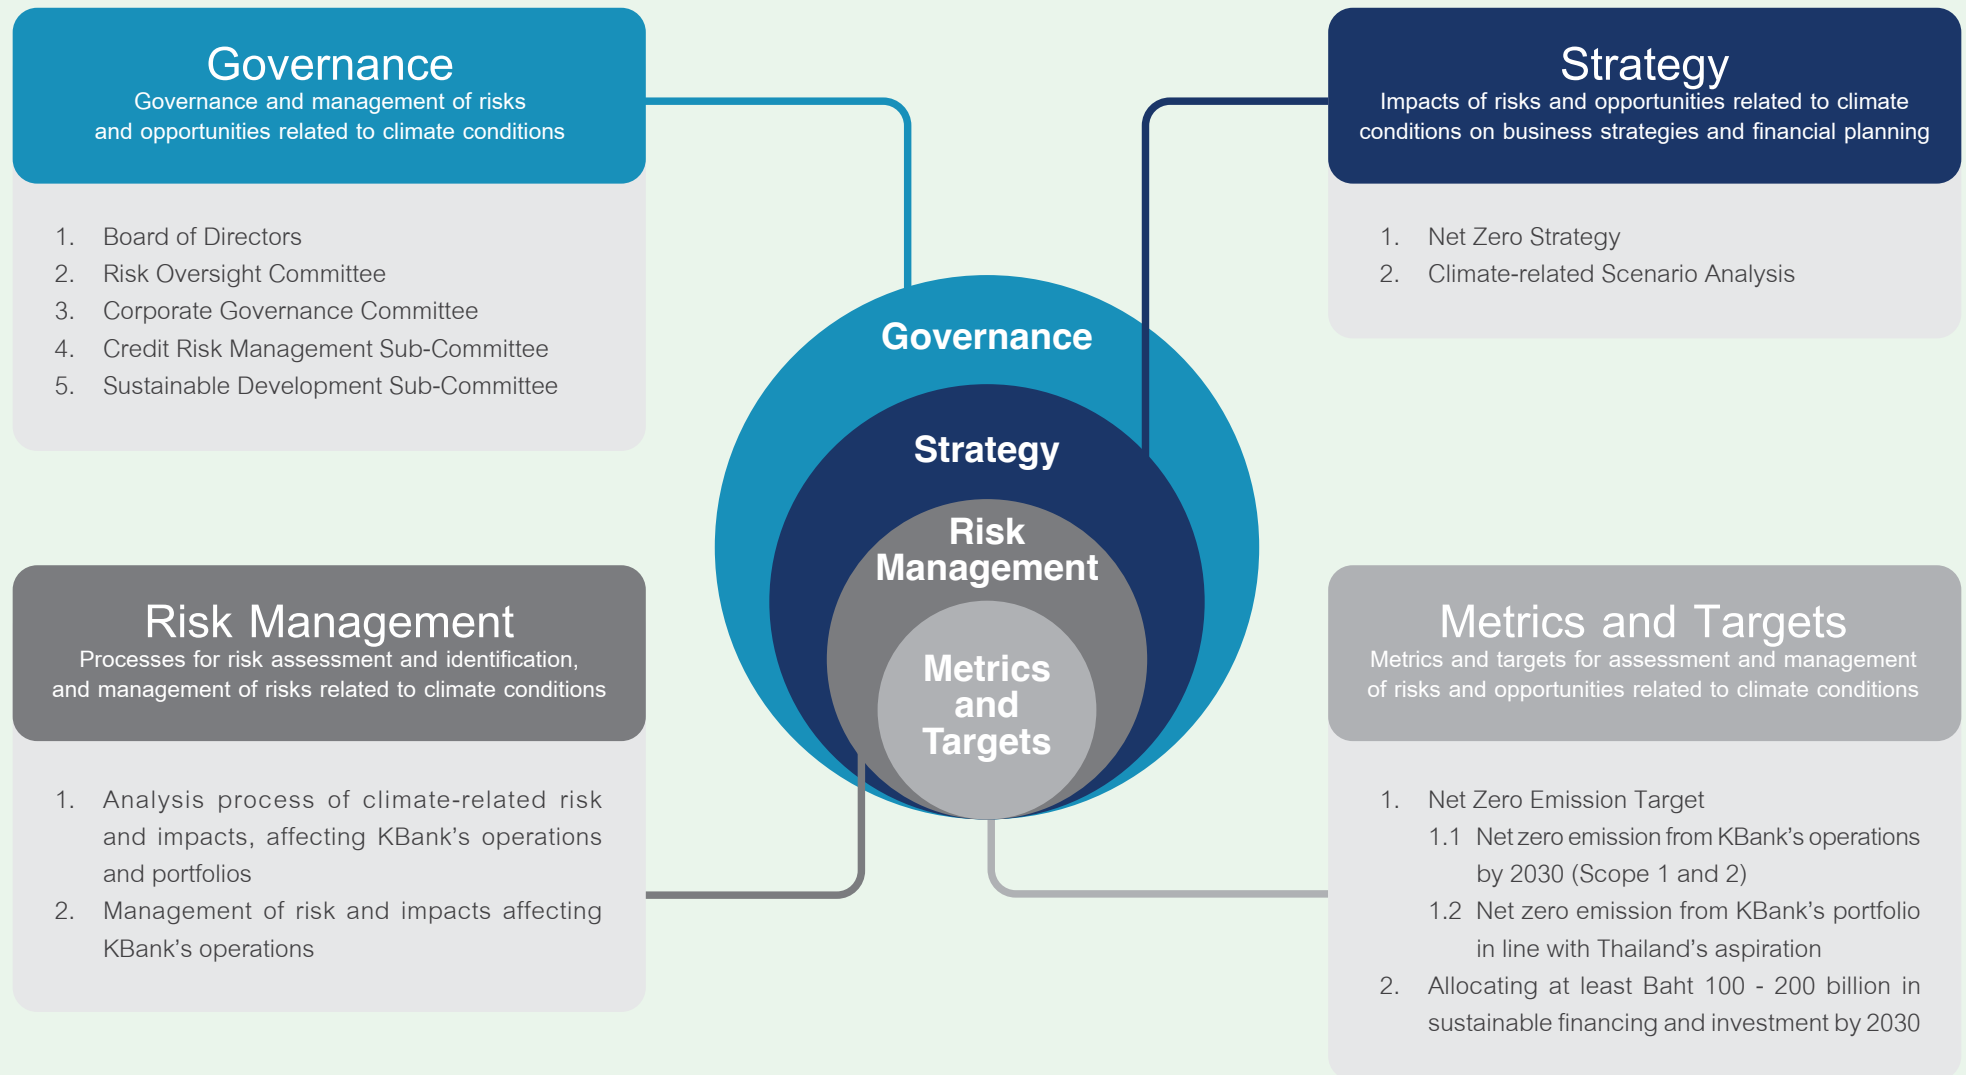 Governance
Governance and management of risks
and opportunities related to climate conditions
1. Board of Directors
2. Risk Oversight Committee
3. Corporate Governance Committee
4. Credit Risk Management Sub-Committee
5. Sustainable Development Sub-Committee
Strategy
Impacts of risks and opportunities related to climate
conditions on business strategies and financial planning
1. Net Zero Strategy
2. Climate-related Scenario Analysis
Governance
Strategy
Risk
Management
Metrics
and
Targets
Risk Management
Processes for risk assessment and identification,
and management of risks related to climate conditions
1. Analysis process of climate-related risk
and impacts, affecting KBank’s operations
and portfolios
2. Management of risk and impacts affecting
KBank’s operations
Metrics and Targets
Metrics and targets for assessment and management
of risks and opportunities related to climate conditions
1. Net Zero Emission Target
1.1 Net zero emission from KBank’s operations
by 2030 (Scope 1 and 2)
1.2 Net zero emission from KBank’s portfolio
in line with Thailand’s aspiration
2. Allocating at least Baht 100 - 200 billion in
sustainable financing and investment by 2030